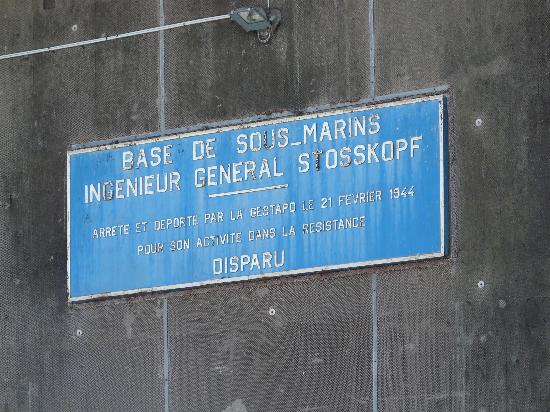 BASE DE SOUS_MARINS
INGENIEUR GENERAL STOSSKOPF
ARRETE ET DEPORTE PAR LA GESTAPO LE 21 FEVRIER 1944
POUR SON ACTIVITE DANS LA RESISTANCE
DISPARU